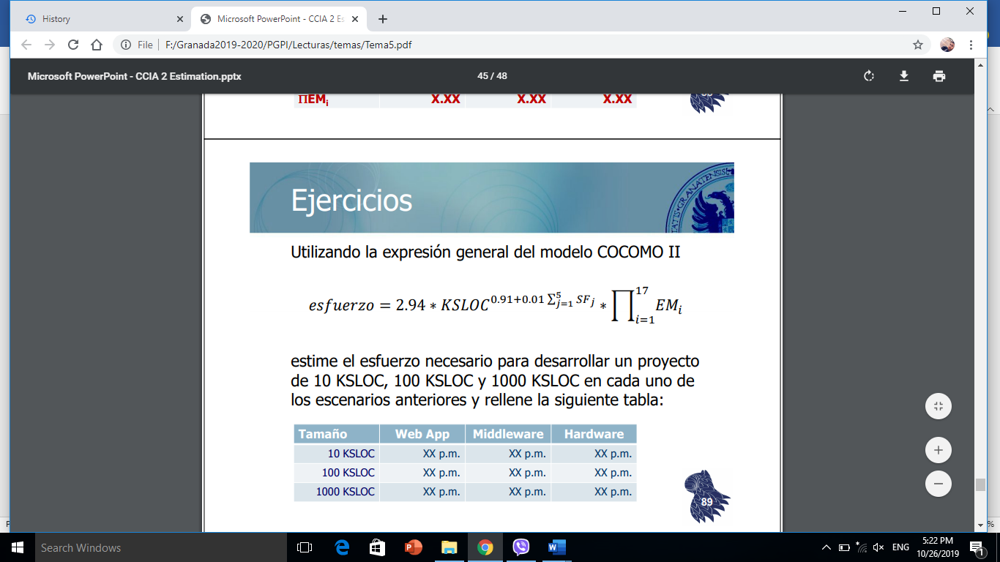 History
Microsoft PowerPoint - CCIA 2 Es
File
F:/Granada2019-2020/PGPI/Lecturas/temas/Tema5.pdf
Microsoft PowerPoint - CCIA 2 Estimation.pptx
45 / 48
ΠEMi X.XX X.XX X.XX
Ejercicios
Utilizando la expresión general del modelo COCOMO II
esfuerzo = 2.94 * KSLOC^(0.91+0.01 ∑_{j=1}^{5} SF_j) * ∏_{i=1}^{17} EM_i
estime el esfuerzo necesario para desarrollar un proyecto
de 10 KSLOC, 100 KSLOC y 1000 KSLOC en cada uno de
los escenarios anteriores y rellene la siguiente tabla:
Tamaño Web App Middleware Hardware
10 KSLOC XX p.m. XX p.m. XX p.m.
100 KSLOC XX p.m. XX p.m. XX p.m.
1000 KSLOC XX p.m. XX p.m. XX p.m.
89
Search Windows
ENG
5:22 PM
10/26/2019
1